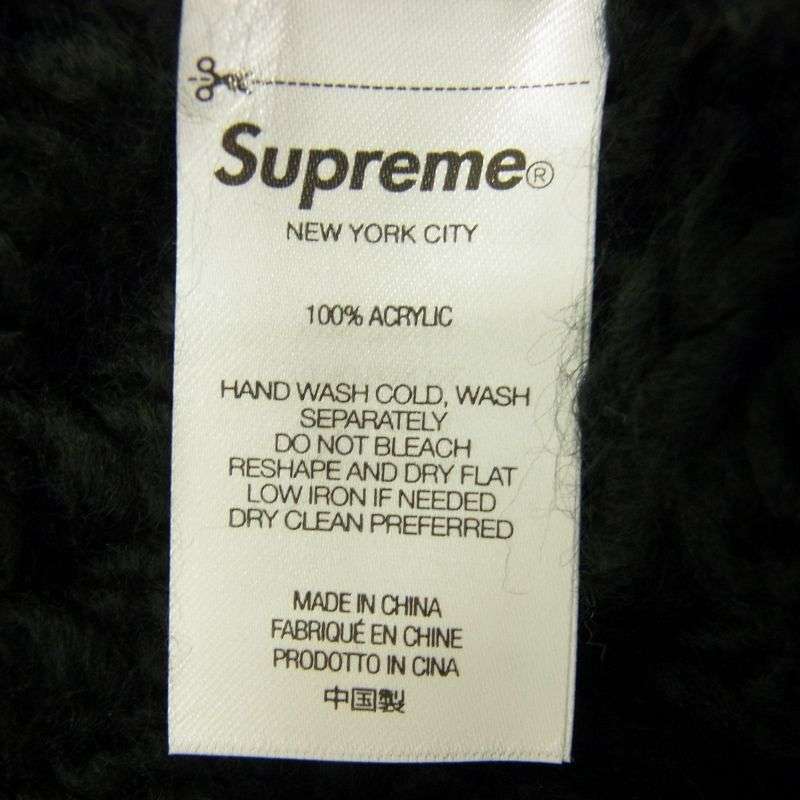 Supreme®
NEW YORK CITY
100% ACRYLIC
HAND WASH COLD, WASH
SEPARATELY
DO NOT BLEACH
RESHAPE AND DRY FLAT
LOW IRON IF NEEDED
DRY CLEAN PREFERRED
MADE IN CHINA
FABRIQUÉ EN CHINE
PRODOTTO IN CINA
中国製